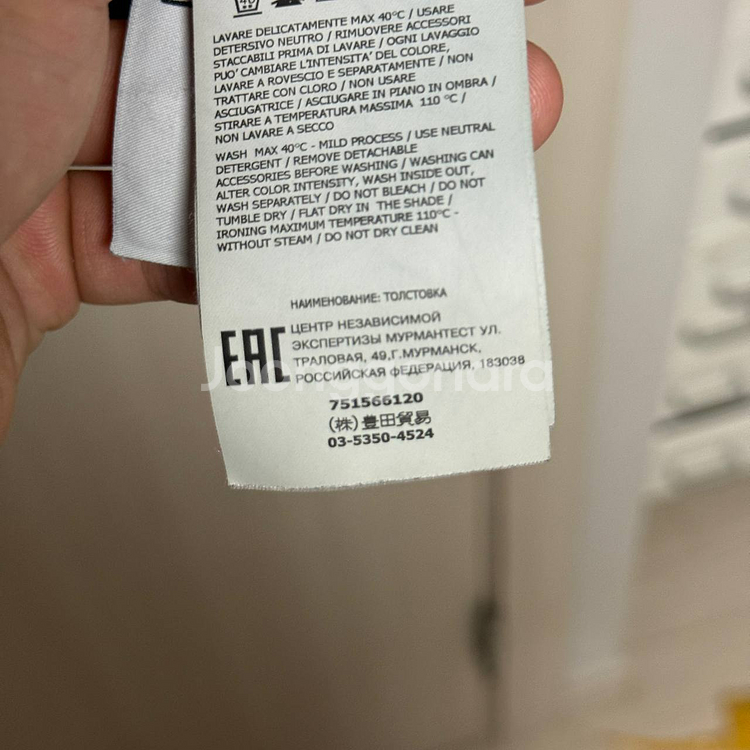 40
LAVARE DELICATAMENTE MAX 40°C / USARE
DETERSIVO NEUTRO / RIMUOVERE ACCESSORI
STACCABILI PRIMA DI LAVARE / OGNI LAVAGGIO
PUO' CAMBIARE L'INTENSITA' DEL COLORE,
LAVARE A ROVESCIO E SEPARATAMENTE / NON
TRATTARE CON CLORO / NON USARE
ASCIUGATRICE / ASCIUGARE IN PIANO IN OMBRA /
STIRARE A TEMPERATURA MASSIMA 110 °C /
NON LAVARE A SECCO
WASH MAX 40°C - MILD PROCESS / USE NEUTRAL
DETERGENT / REMOVE DETACHABLE
ACCESSORIES BEFORE WASHING / WASHING CAN
ALTER COLOR INTENSITY, WASH INSIDE OUT,
WASH SEPARATELY / DO NOT BLEACH / DO NOT
TUMBLE DRY / FLAT DRY IN THE SHADE /
IRONING MAXIMUM TEMPERATURE 110°C -
WITHOUT STEAM / DO NOT DRY CLEAN
НАИМЕНОВАНИЕ: ТОЛСТОВКА
EAC
ЦЕНТР НЕЗАВИСИМОЙ
ЭКСПЕРТИЗЫ МУРМАНТЕСТ УЛ.
ТРАЛОВАЯ, 49,Г.МУРМАНСК,
РОССИЙСКАЯ ФЕДЕРАЦИЯ, 183038
Joonggonara
751566120
(株)豊田貿易
03-5350-4524